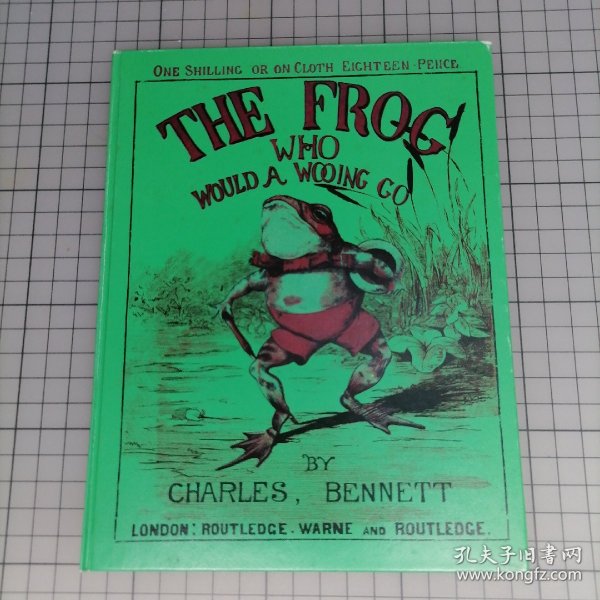 ONE SHILLING OR ON CLOTH EIGHTEEN-PENCE
THE FROG
WHO
WOULD A WOOING GO
BY
CHARLES, BENNETT
LONDON: ROUTLEDGE. WARNE AND ROUTLEDGE.
孔夫子旧書网
www.kongfz.com